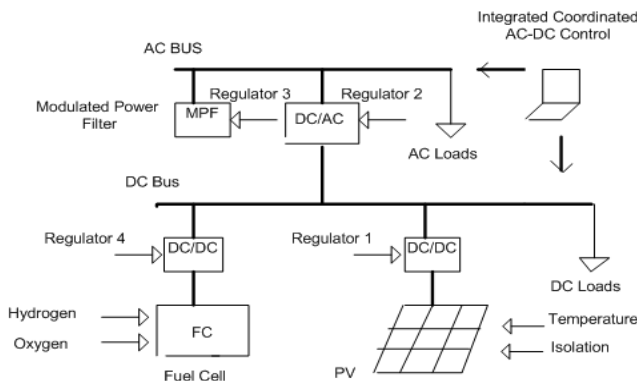 Integrated Coordinated
AC-DC Control
AC BUS
Modulated Power
Filter
MPF
Regulator 3
DC/AC
Regulator 2
AC Loads
DC Bus
Regulator 4
DC/DC
Regulator 1
DC/DC
DC Loads
Hydrogen
Oxygen
FC
Fuel Cell
PV
Temperature
Isolation